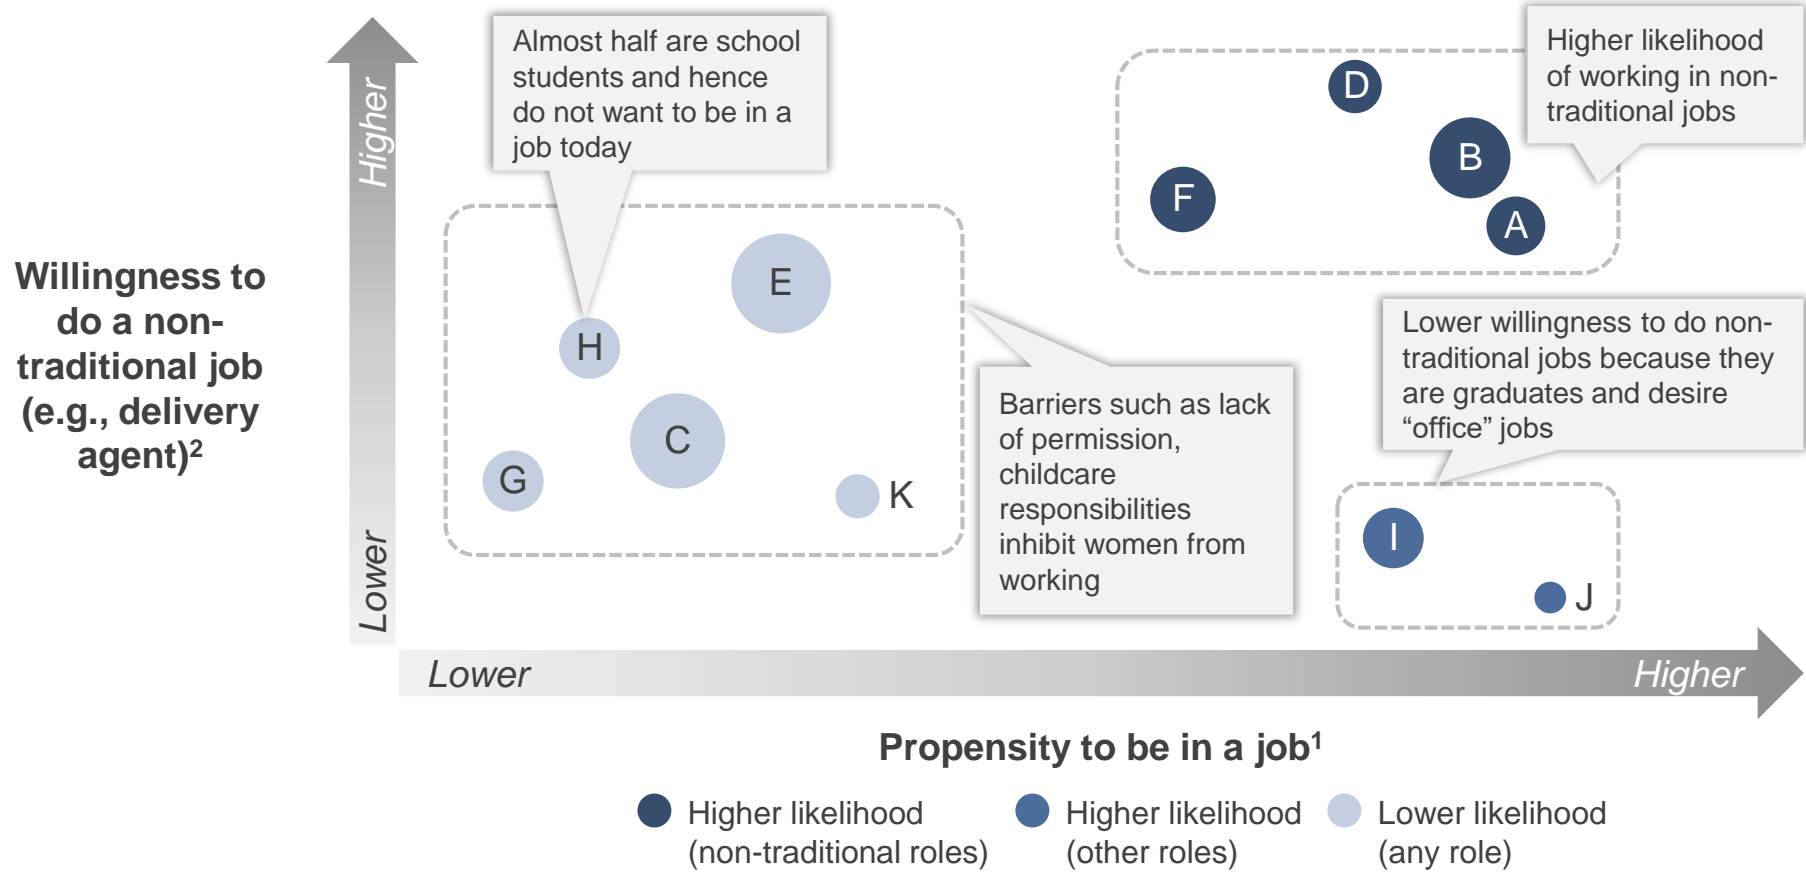 Almost half are school
students and hence
do not want to be in a
job today
Higher likelihood
of working in non-
traditional jobs
D
B
F
A
Higher
Willingness to
do a non-
traditional job
(e.g., delivery
agent)²
E
H
C
G
K
Lower willingness to do non-
traditional jobs because they
are graduates and desire
“office” jobs
Barriers such as lack
of permission,
childcare
responsibilities
inhibit women from
working
I
J
Lower
Lower
Higher
Propensity to be in a job¹
Higher likelihood
(non-traditional roles)
Higher likelihood
(other roles)
Lower likelihood
(any role)